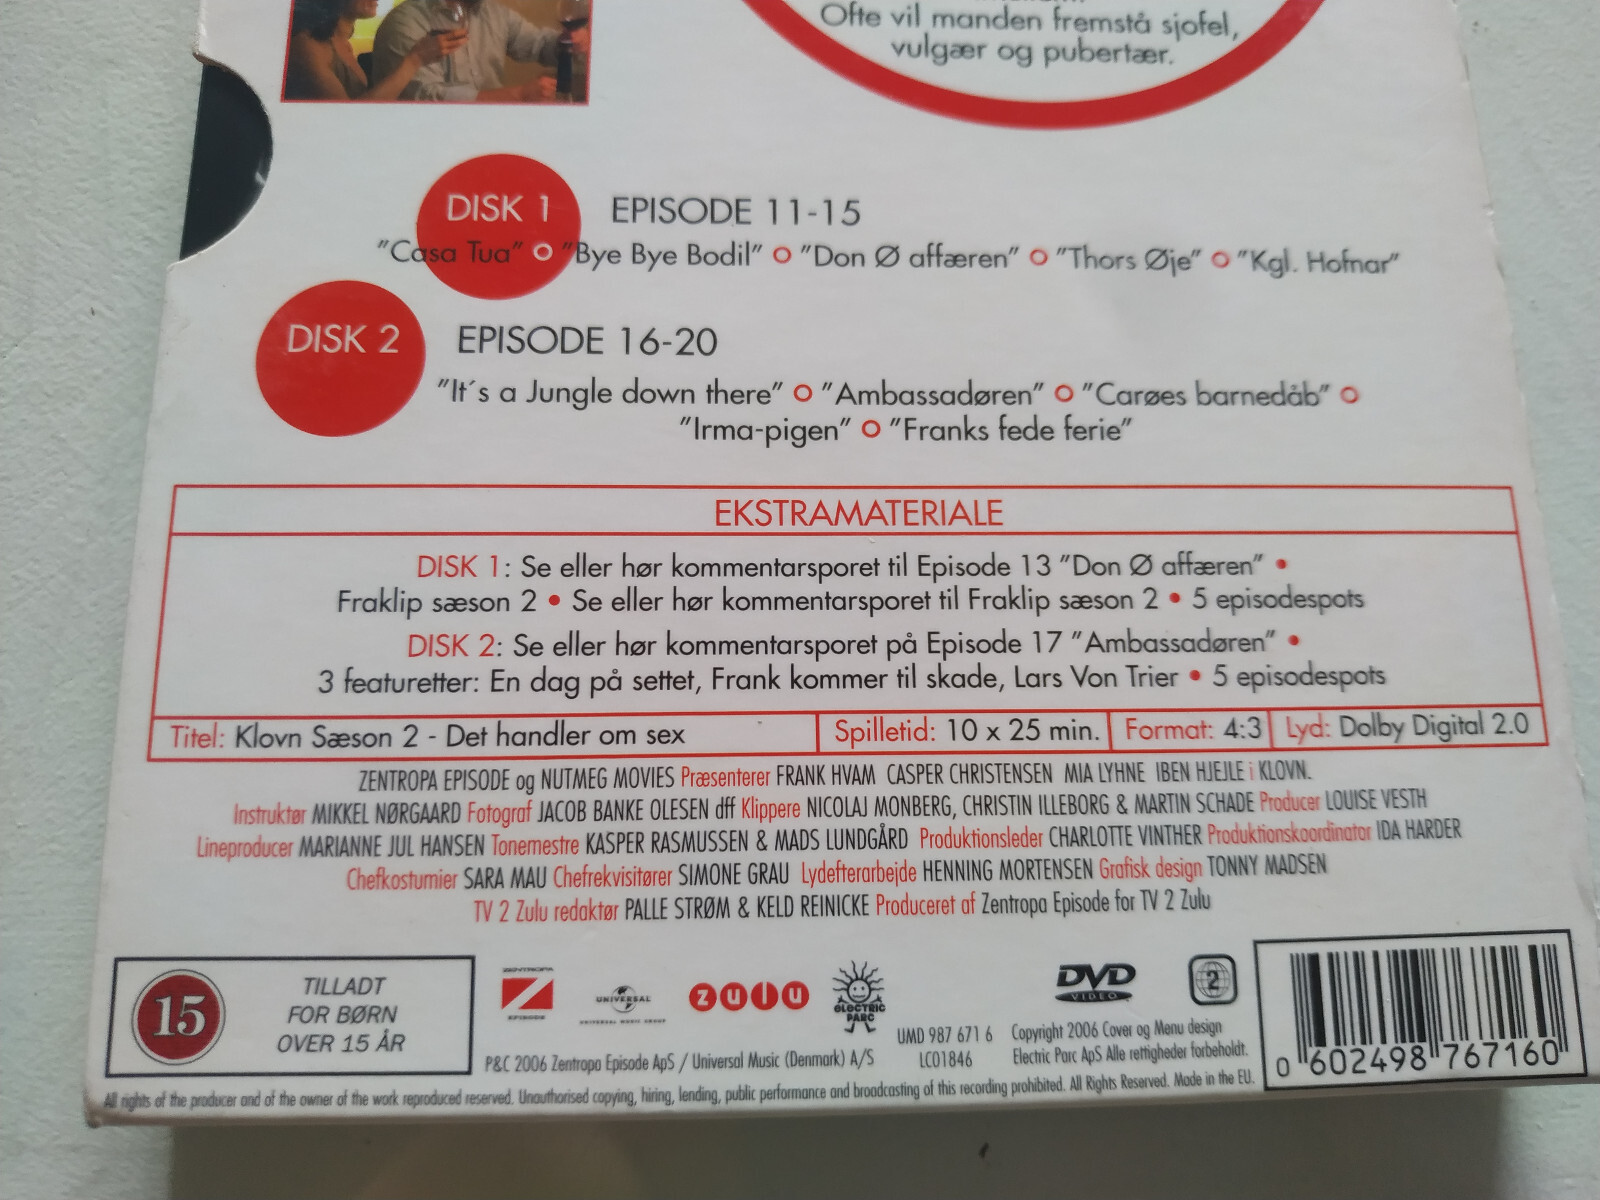 Ofte vil manden fremstå sjofel,
vulgær og pubertær.
DISK 1 EPISODE 11-15
"Casa Tua" "Bye Bye Bodil" "Don Ø affæren" "Thors Øje" "Kgl. Hofnar"
DISK 2 EPISODE 16-20
"It´s a Jungle down there" "Ambassadøren" "Carøes barnedåb"
"Irma-pigen" "Franks fede ferie"
EKSTRAMATERIALE
DISK 1: Se eller hør kommentarsporet til Episode 13 "Don Ø affæren" •
Fraklip sæson 2 • Se eller hør kommentarsporet til Fraklip sæson 2 • 5 episodespots
DISK 2: Se eller hør kommentarsporet på Episode 17 "Ambassadøren" •
3 featuretter: En dag på settet, Frank kommer til skade, Lars Von Trier • 5 episodespots
Titel: Klovn Sæson 2 - Det handler om sex Spilletid: 10 x 25 min. Format: 4:3 Lyd: Dolby Digital 2.0
ZENTROPA EPISODE og NUTMEG MOVIES Præsenterer FRANK HVAM CASPER CHRISTENSEN MIA LYHNE IBEN HJEJLE i KLOVN.
Instruktør MIKKEL NØRGAARD Fotograf JACOB BANKE OLESEN dff Klippere NICOLAJ MONBERG, CHRISTIN ILLEBORG & MARTIN SCHADE Producer LOUISE VESTH
Lineproducer MARIANNE JUL HANSEN Tonemestre KASPER RASMUSSEN & MADS LUNDGÅRD Produktionsleder CHARLOTTE VINTHER Produktionskoordinator IDA HARDER
Chefkostumier SARA MAU Chefrekvisitører SIMONE GRAU Lydefterarbejde HENNING MORTENSEN Grafisk design TONNY MADSEN
TV 2 Zulu redaktør PALLE STRØM & KELD REINICKE Produceret af Zentropa Episode for TV 2 Zulu
15 TILLADT
FOR BØRN
OVER 15 ÅR
ZENTROPA
EPISODE
UNIVERSAL
UNIVERSAL MUSIC GROUP
zulu
ELECTRIC
PARC
DVD
VIDEO
2
UMD 987 671 6
LC01846
Copyright 2006 Cover og Menu design
Electric Parc ApS Alle rettigheder forbeholdt.
P&C 2006 Zentropa Episode ApS / Universal Music (Denmark) A/S
0 602498 767160
All rights of the producer and of the owner of the work reproduced reserved. Unauthorised copying, hiring, lending, public performance and broadcasting of this recording prohibited. All Rights Reserved. Made in the EU.